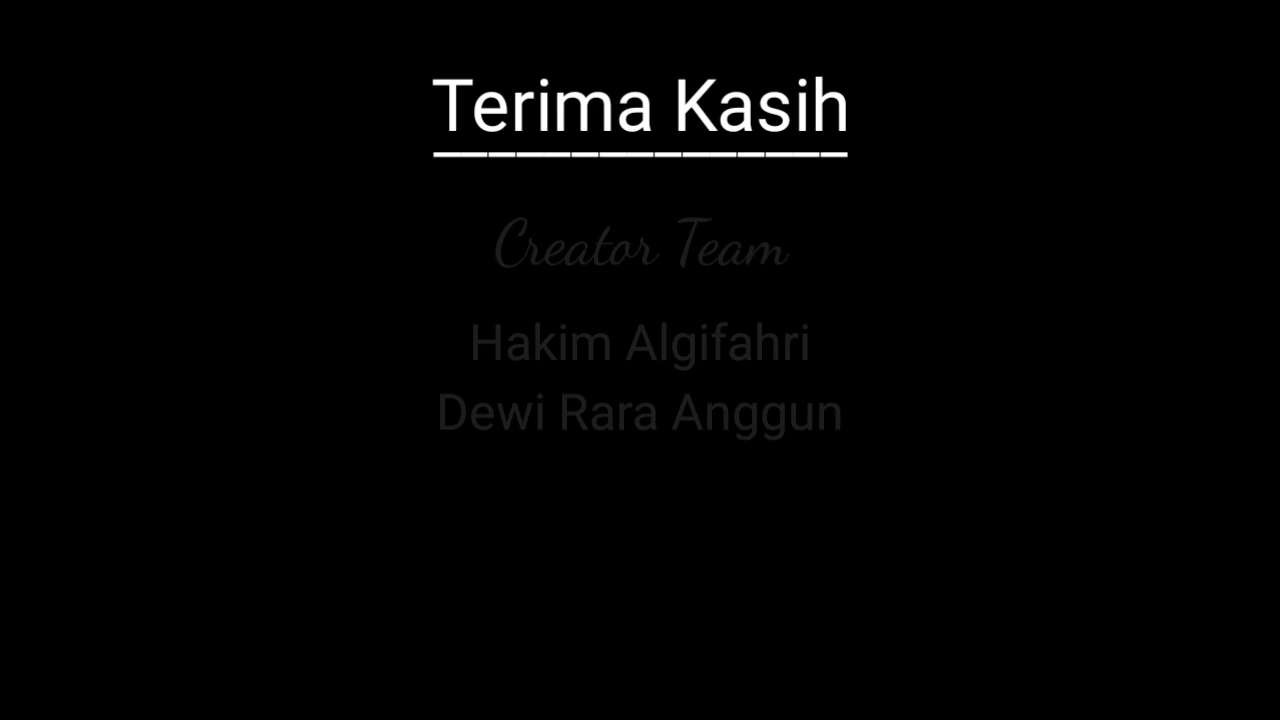 Terima Kasih
Creator Team
Hakim Algifahri
Dewi Rara Anggun